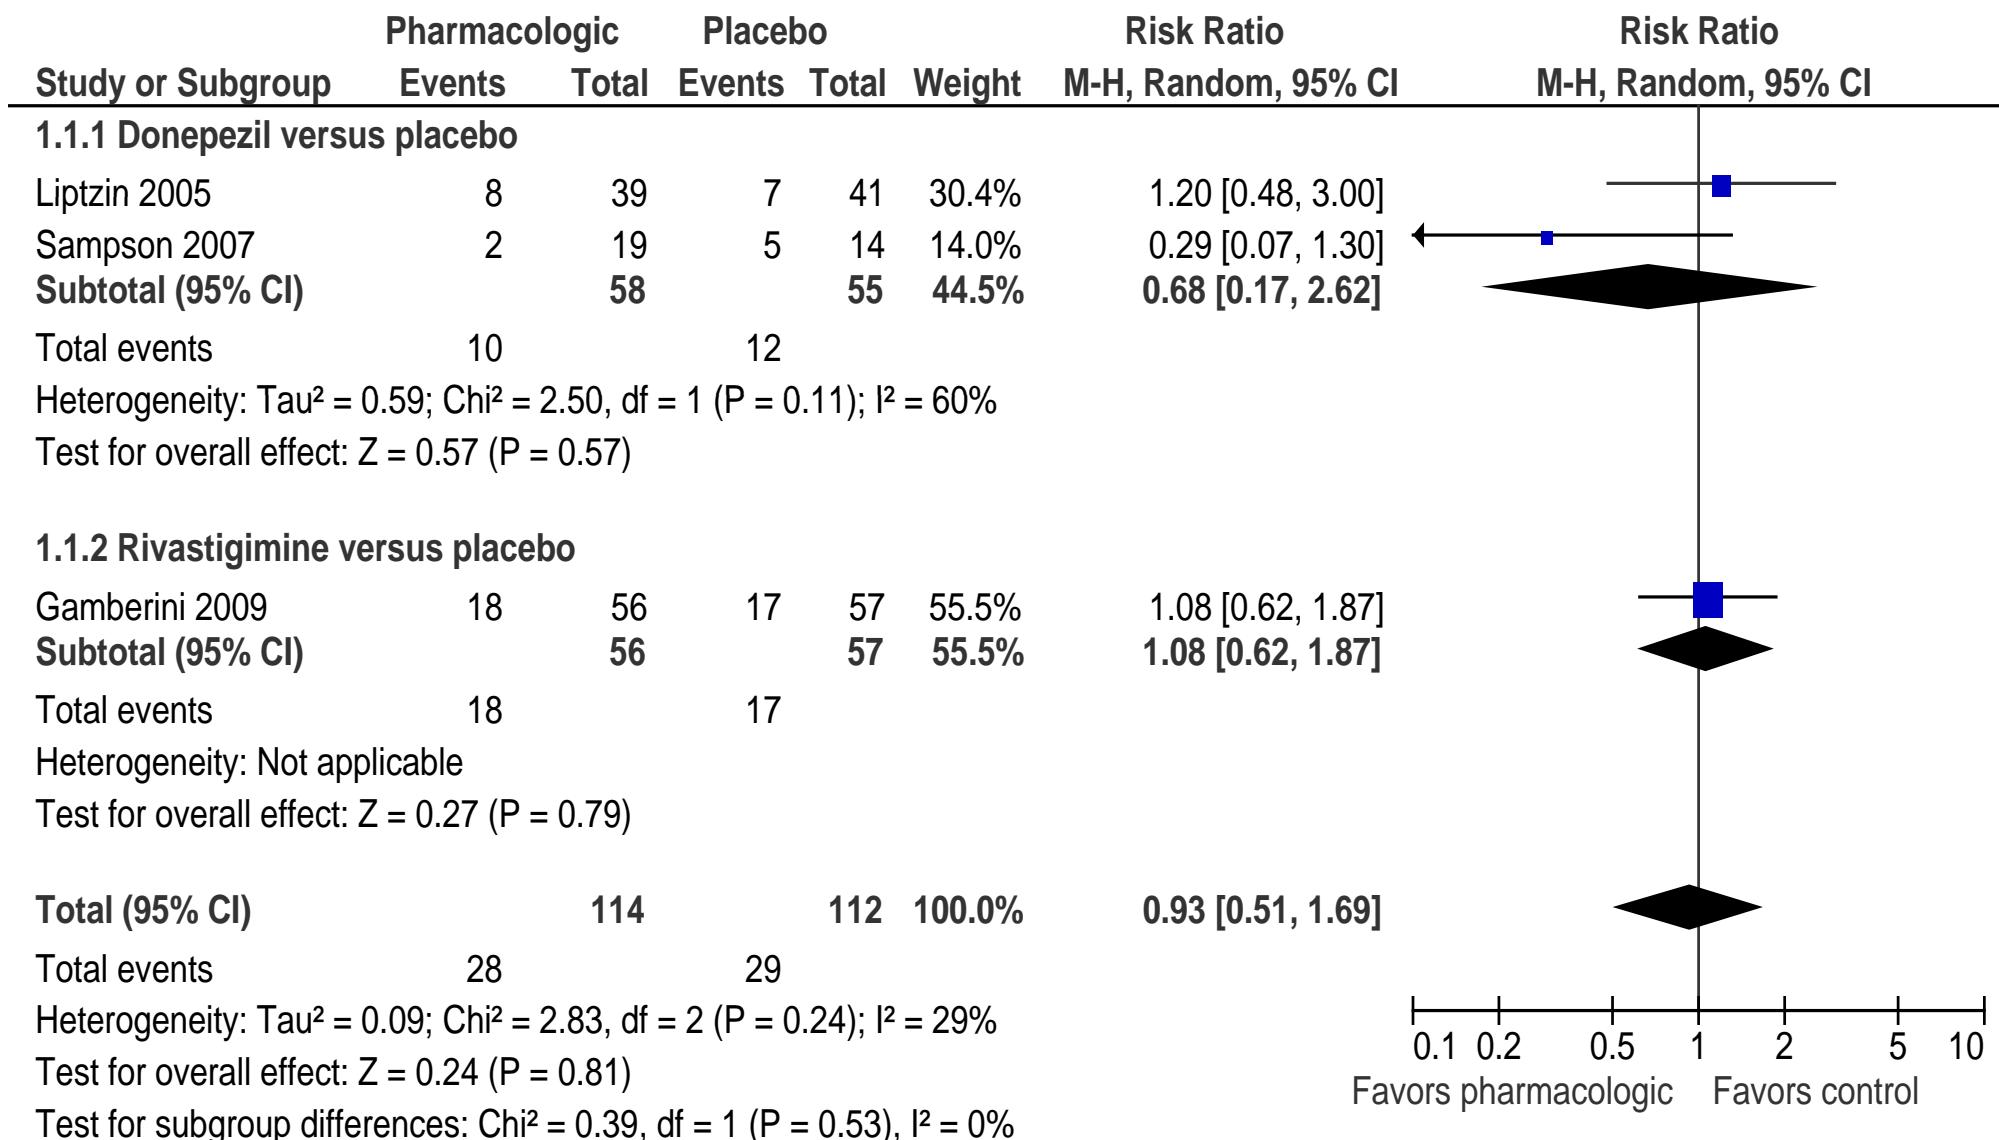 Pharmacologic Placebo Risk Ratio Risk Ratio
Study or Subgroup Events Total Events Total Weight M-H, Random, 95% CI M-H, Random, 95% CI
1.1.1 Donepezil versus placebo
Liptzin 2005 8 39 7 41 30.4% 1.20 [0.48, 3.00]
Sampson 2007 2 19 5 14 14.0% 0.29 [0.07, 1.30]
Subtotal (95% CI) 58 55 44.5% 0.68 [0.17, 2.62]
Total events 10 12
Heterogeneity: Tau² = 0.59; Chi² = 2.50, df = 1 (P = 0.11); I² = 60%
Test for overall effect: Z = 0.57 (P = 0.57)
1.1.2 Rivastigimine versus placebo
Gamberini 2009 18 56 17 57 55.5% 1.08 [0.62, 1.87]
Subtotal (95% CI) 56 57 55.5% 1.08 [0.62, 1.87]
Total events 18 17
Heterogeneity: Not applicable
Test for overall effect: Z = 0.27 (P = 0.79)
Total (95% CI) 114 112 100.0% 0.93 [0.51, 1.69]
Total events 28 29
Heterogeneity: Tau² = 0.09; Chi² = 2.83, df = 2 (P = 0.24); I² = 29%
Test for overall effect: Z = 0.24 (P = 0.81)
Test for subgroup differences: Chi² = 0.39, df = 1 (P = 0.53), I² = 0%
0.1 0.2 0.5 1 2 5 10
Favors pharmacologic Favors control